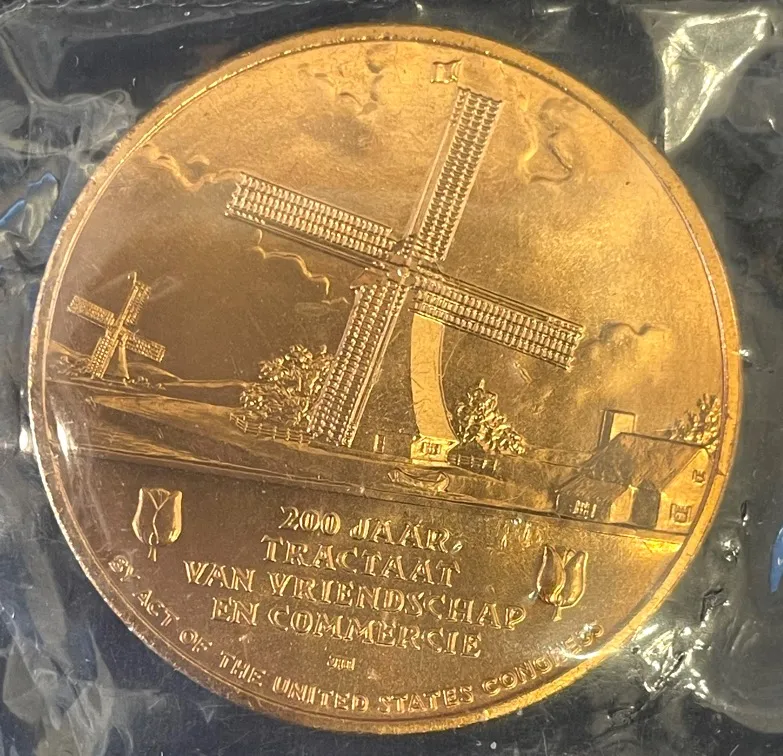 200 JAAR,
TRACTAAT
VAN VRIENDSCHAP
EN COMMERCIE
BY ACT OF THE UNITED STATES CONGRESS